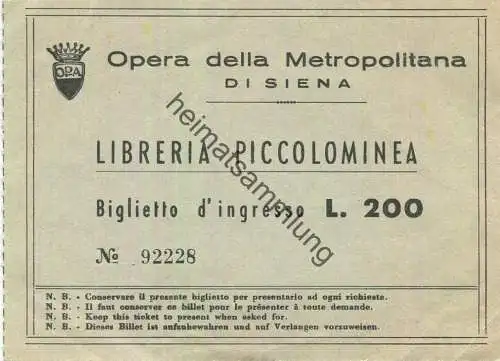 OPA
Opera della Metropolitana
DI SIENA
LIBRERIA PICCOLOMINEA
Biglietto d'ingresso L. 200
№ 92228
N. B. - Conservare il presente biglietto per presentarlo ad ogni richiesta.
N. B. - Il faut conserver ce billet pour le présenter à toute demande.
N. B. - Keep this ticket to present when asked for.
N. B. - Dieses Billet ist aufzubewahren und auf Verlangen vorzuweisen.
heimatsammlung